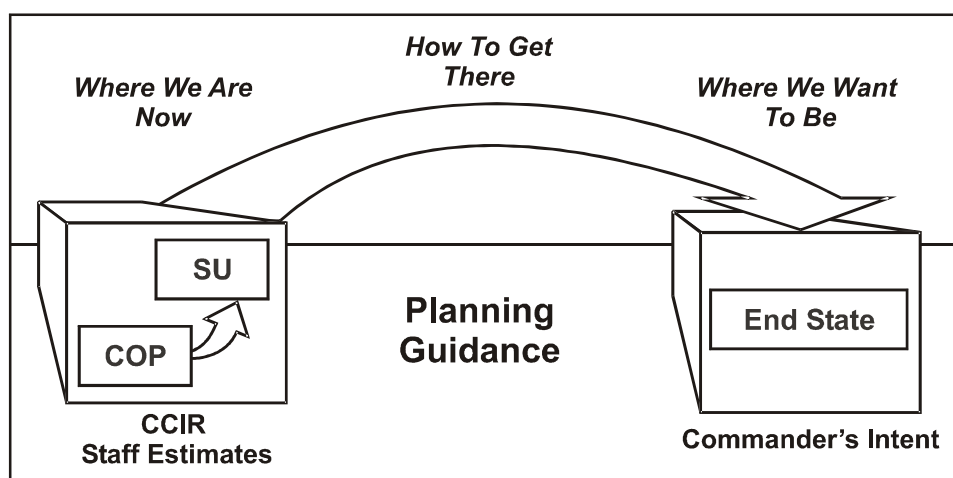 How To Get
There
Where We Are
Now
Where We Want
To Be
SU
COP
Planning
Guidance
End State
CCIR
Staff Estimates
Commander's Intent